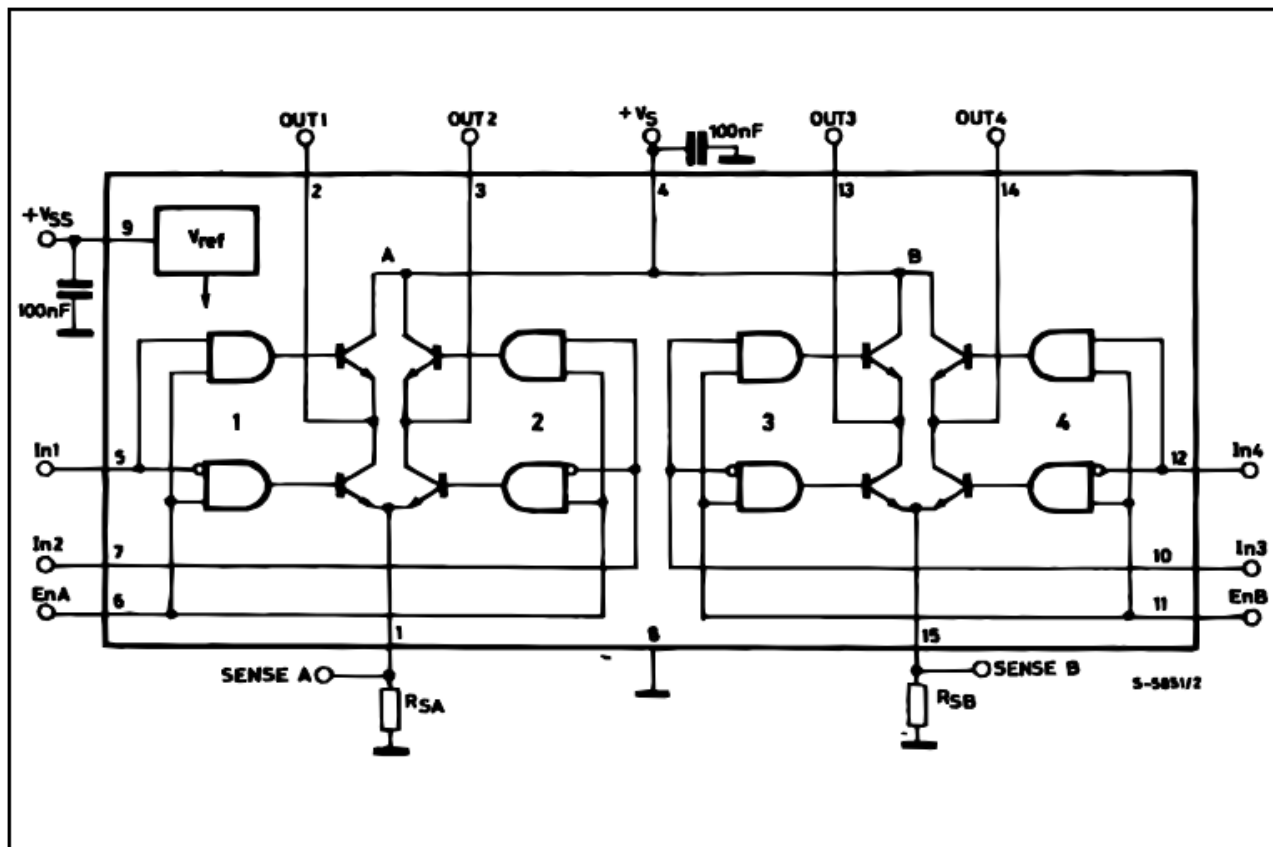 OUT1 OUT2 +VS 100nF OUT3 OUT4
2 3 4 13 14
+VSS 9 Vref
A B
100nF
1 2 3 4
In1 5 12 In4
In2 7 10 In3
EnA 6 11 EnB
1 8 15
SENSE A SENSE B S-5851/2
RSA RSB